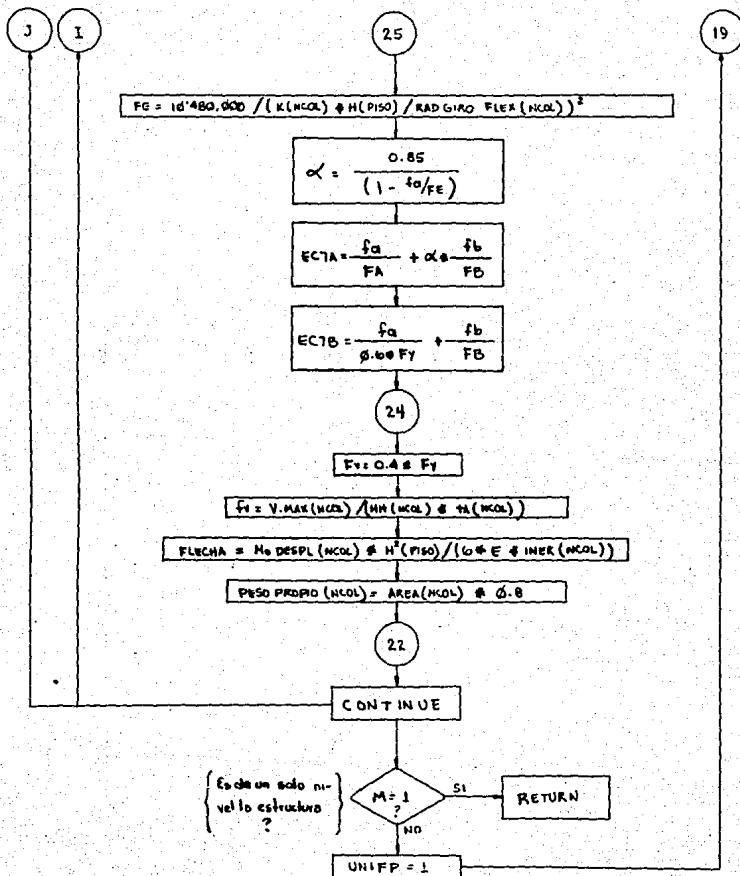 J I 25 19
FE = 10'480,000 / ( K(NCOL) * H(PISO) / RAD GIRO FLEX (NCOL) )²
α = 0.85 / (1 - fa/FE)
EC7A = fa/FA + α * fb/FB
EC7B = fa/0.6 * FY + fb/FB
24
Fv = 0.4 * FY
fv = V.MAX(NCOL) / (HH(NCOL) * tA(NCOL))
FLECHA = Mo DESPL (NCOL) * H²(PISO) / (6 * E * INER (NCOL))
PESO PROPIO (NCOL) = AREA(NCOL) * 0.8
22
CONTINUE
Es de un solo ni-
vel la estructura
?
M = 1
?
SI
RETURN
NO
UNIFP = 1